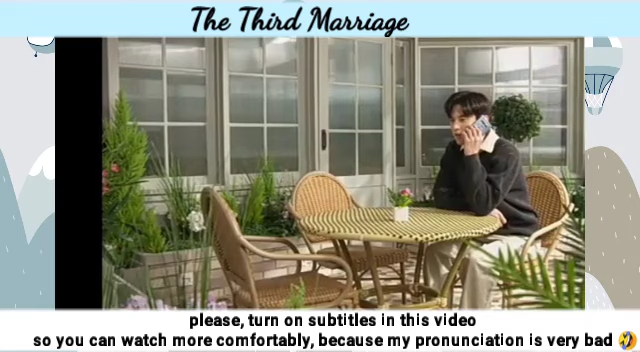 The Third Marriage
please, turn on subtitles in this video
so you can watch more comfortably, because my pronunciation is very bad 🤣